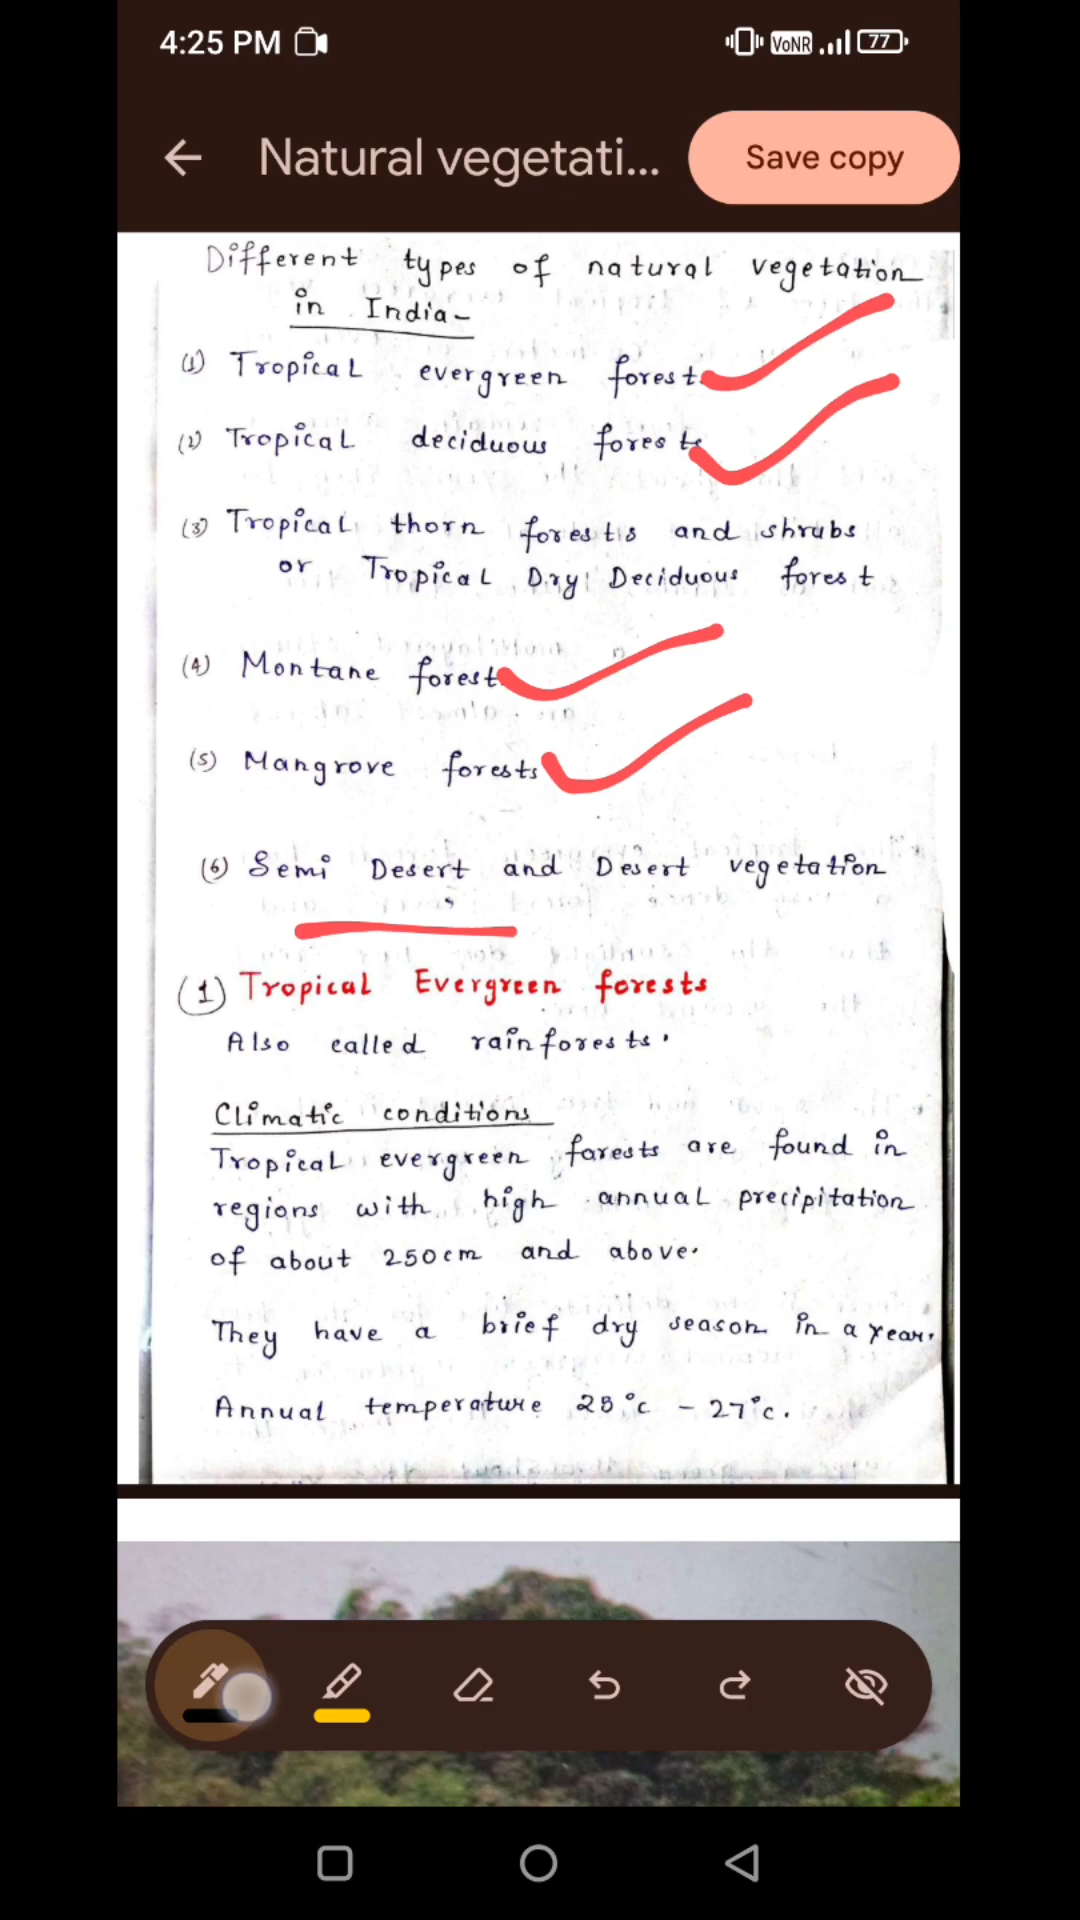 4:25 PM
VoNR
77
Natural vegetati...
Save copy
Different types of natural vegetation
in India-
(1) Tropical evergreen forest
(2) Tropical deciduous forests
(3) Tropical thorn forests and shrubs
or Tropical Dry Deciduous forest
(4) Montane forest
(5) Mangrove forests
(6) Semi Desert and Desert vegetation
(1) Tropical Evergreen forests
Also called rainforests.
Climatic conditions
Tropical evergreen forests are found in
regions with high annual precipitation
of about 250cm and above.
They have a brief dry season in a year.
Annual temperature 25°c - 27°c.